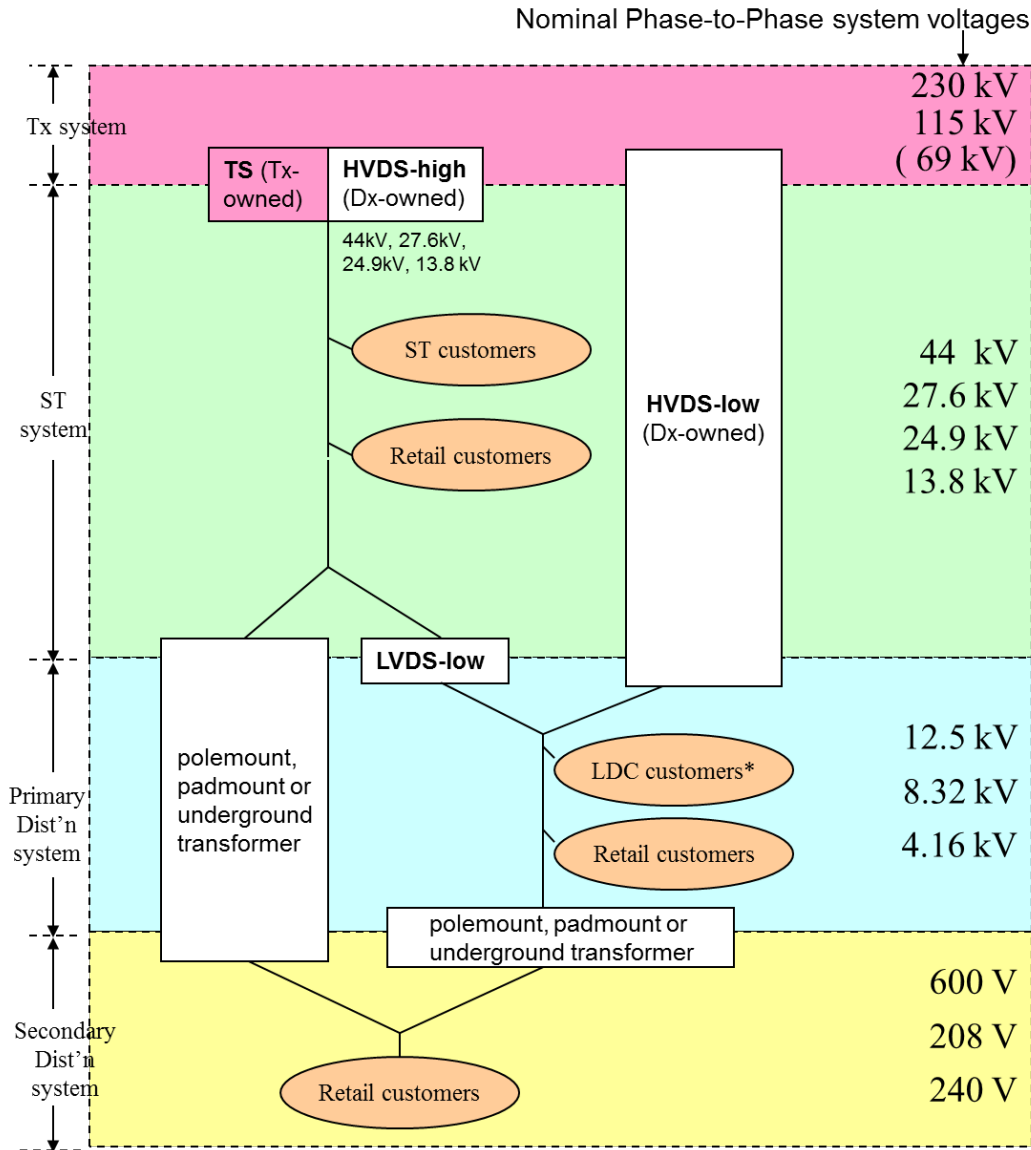 Nominal Phase-to-Phase system voltages
230 kV
115 kV
( 69 kV)
Tx system
TS (Tx-
owned)
HVDS-high
(Dx-owned)
44kV, 27.6kV,
24.9kV, 13.8 kV
ST customers
Retail customers
HVDS-low
(Dx-owned)
44 kV
27.6 kV
24.9 kV
13.8 kV
ST
system
LVDS-low
polemount,
padmount or
underground
transformer
LDC customers*
Retail customers
12.5 kV
8.32 kV
4.16 kV
Primary
Dist’n
system
polemount, padmount or
underground transformer
600 V
208 V
240 V
Secondary
Dist’n
system
Retail customers